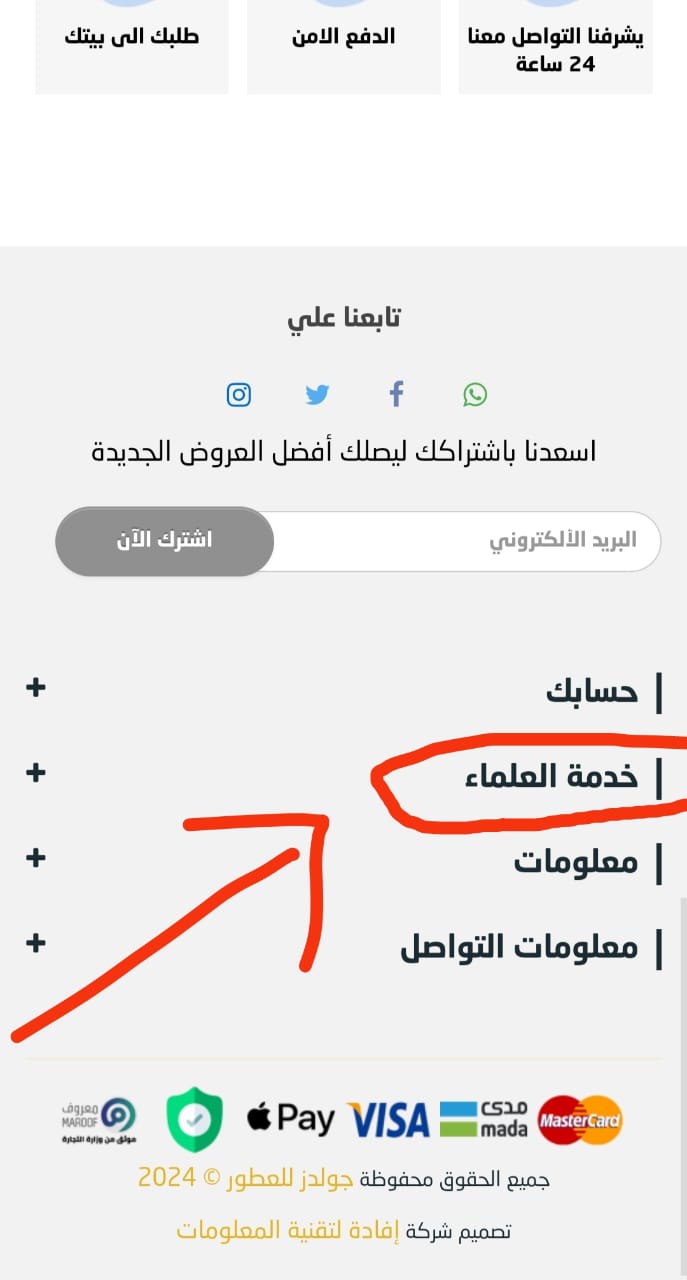 يشرفنا التواصل معنا
24 ساعة
الدفع الامن
طلبك الى بيتك
تابعنا علي
اسعدنا باشتراكك ليصلك أفضل العروض الجديدة
البريد الألكتروني
اشترك الآن
حسابك +
خدمة العلماء +
معلومات +
معلومات التواصل +
MasterCard
مدى
mada
VISA
Pay
معروف
MAROOF
موثق من وزارة التجارة
جميع الحقوق محفوظة جولدز للعطور © 2024
تصميم شركة إفادة لتقنية المعلومات